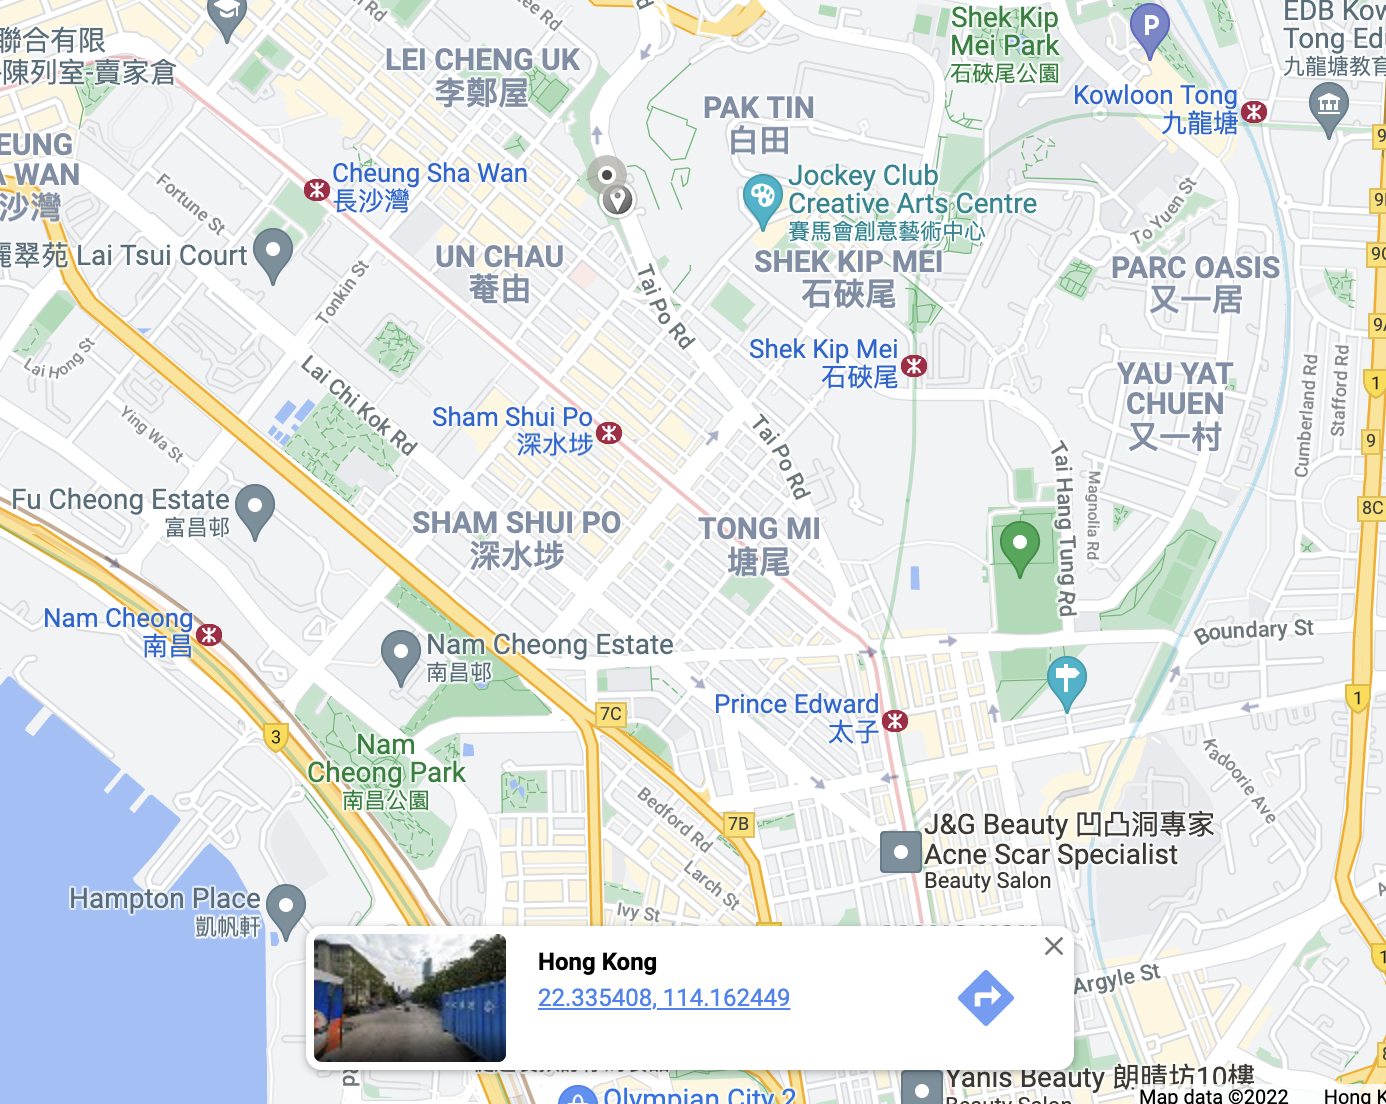 聯合有限
陳列室-賣家倉
LEI CHENG UK
李鄭屋
Shek Kip
Mei Park
石硤尾公園
P
EDB Kow
Tong Edu
九龍塘教育
Kowloon Tong
九龍塘
PAK TIN
白田
EUNG
A WAN
沙灣
Cheung Sha Wan
長沙灣
Fortune St
Jockey Club
Creative Arts Centre
賽馬會創意藝術中心
To Yuen St
麗翠苑 Lai Tsui Court
UN CHAU
菴由
SHEK KIP MEI
石硤尾
PARC OASIS
又一居
Tonkin St
Tai Po Rd
Lai Hong St
Lai Chi Kok Rd
Shek Kip Mei
石硤尾
YAU YAT
CHUEN
又一村
Cumberland Rd
Stafford Rd
1
9
Ying Wa St
Sham Shui Po
深水埗
Tai Po Rd
Tai Hang Tung Rd
Magnolia Rd
Fu Cheong Estate
富昌邨
SHAM SHUI PO
深水埗
TONG MI
塘尾
8C
Nam Cheong
南昌
Nam Cheong Estate
南昌邨
Boundary St
Prince Edward
太子
7C
1
3
Nam
Cheong Park
南昌公園
Kadoorie Ave
Bedford Rd
7B
J&G Beauty 凹凸洞專家
Acne Scar Specialist
Beauty Salon
Larch St
Ivy St
Hampton Place
凱帆軒
Hong Kong
22.335408, 114.162449
Argyle St
Yanis Beauty 朗晴坊10樓
Beauty Salon
Olympian City 2
Map data ©2022
Hong K